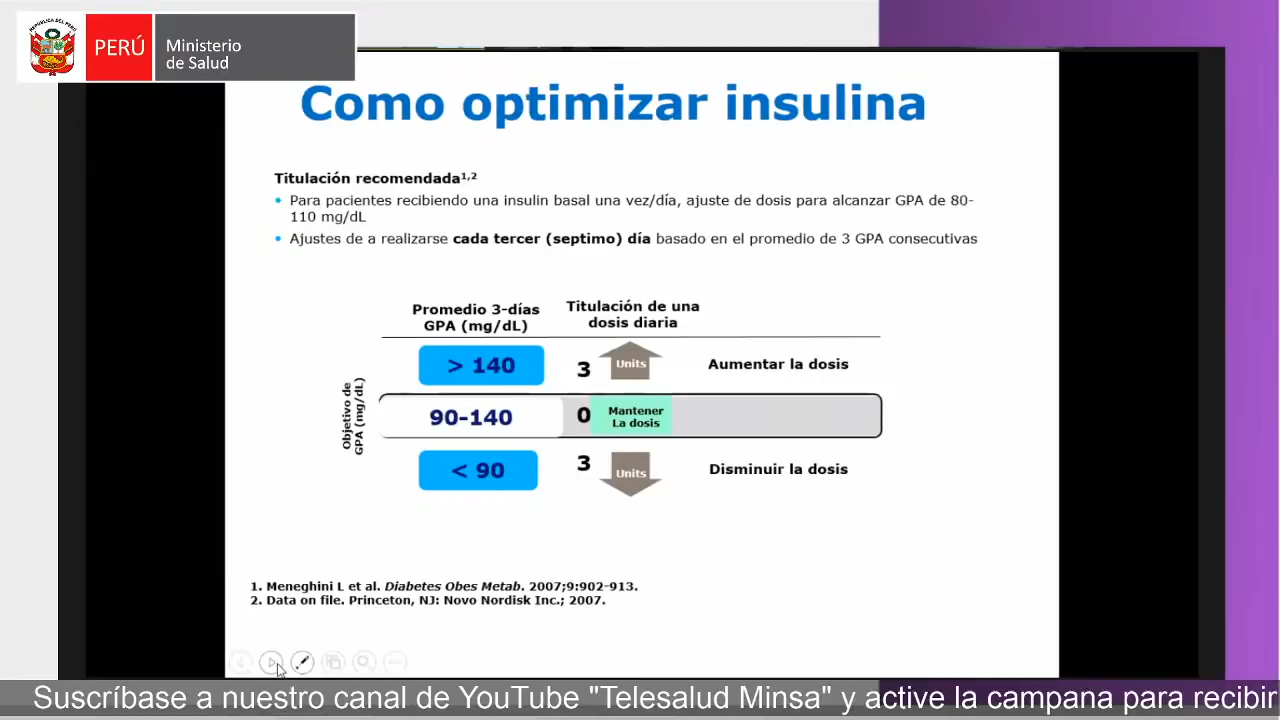 REPÚBLICA DEL PERÚ
PERÚ
Ministerio
de Salud
Como optimizar insulina
Titulación recomendada1,2
• Para pacientes recibiendo una insulin basal una vez/día, ajuste de dosis para alcanzar GPA de 80-
110 mg/dL
• Ajustes de a realizarse cada tercer (septimo) día basado en el promedio de 3 GPA consecutivas
Promedio 3-días
GPA (mg/dL)
Titulación de una
dosis diaria
> 140
3
Units
Aumentar la dosis
Objetivo de
GPA (mg/dL)
90-140
0
Mantener
La dosis
< 90
3
Units
Disminuir la dosis
1. Meneghini L et al. Diabetes Obes Metab. 2007;9:902-913.
2. Data on file. Princeton, NJ: Novo Nordisk Inc.; 2007.
Suscríbase a nuestro canal de YouTube "Telesalud Minsa" y active la campana para recibir